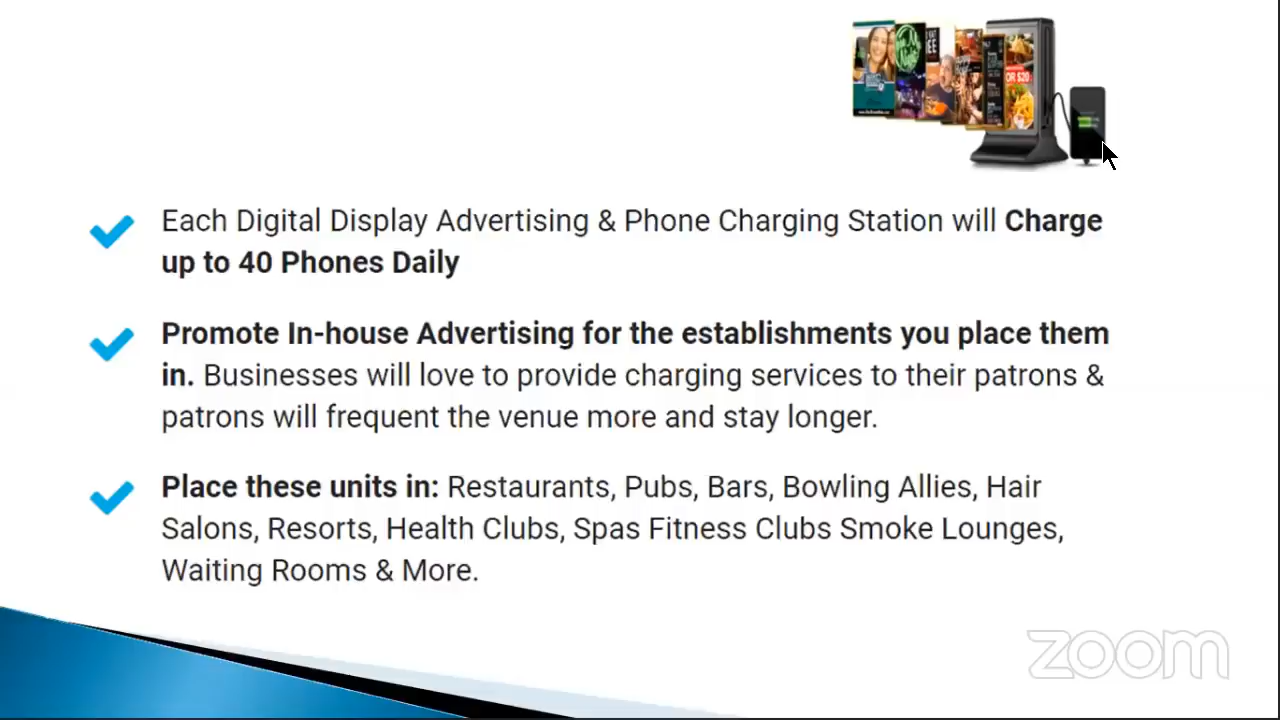 OR $20
Each Digital Display Advertising & Phone Charging Station will Charge
up to 40 Phones Daily
Promote In-house Advertising for the establishments you place them
in. Businesses will love to provide charging services to their patrons &
patrons will frequent the venue more and stay longer.
Place these units in: Restaurants, Pubs, Bars, Bowling Allies, Hair
Salons, Resorts, Health Clubs, Spas Fitness Clubs Smoke Lounges,
Waiting Rooms & More.
zoom